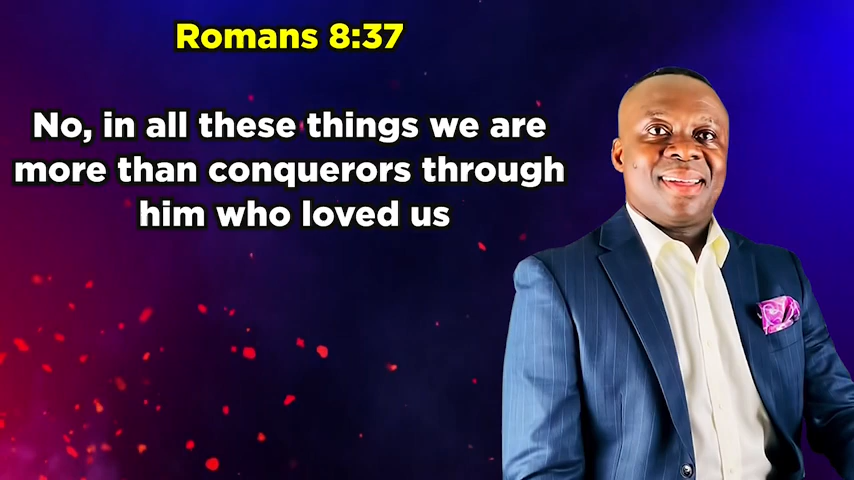 Romans 8:37
No, in all these things we are
more than conquerors through
him who loved us